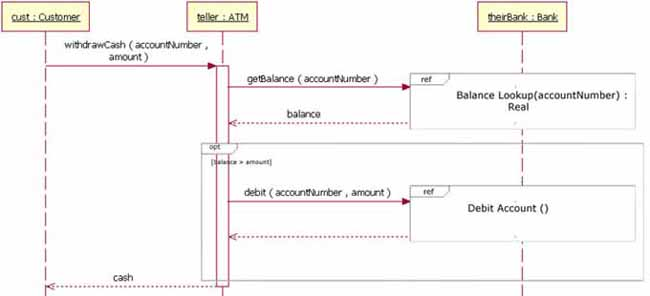 cust : Customer
teller : ATM
theirBank : Bank
withdrawCash ( accountNumber ,
amount )
getBalance ( accountNumber )
ref
Balance Lookup(accountNumber) :
Real
balance
opt
[balance > amount]
debit ( accountNumber , amount )
ref
Debit Account ()
cash